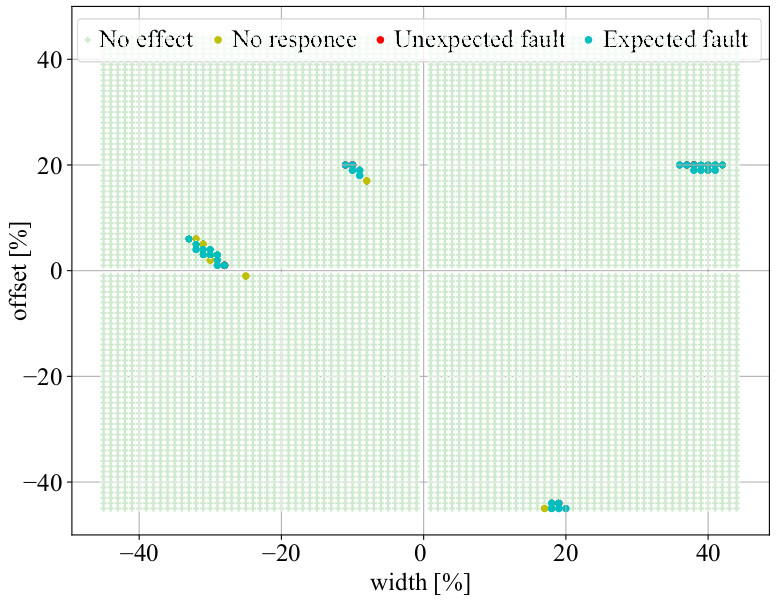 No effect No responce Unexpected fault Expected fault
40
20
0
−20
−40
offset [%]
−40 −20 0 20 40
width [%]